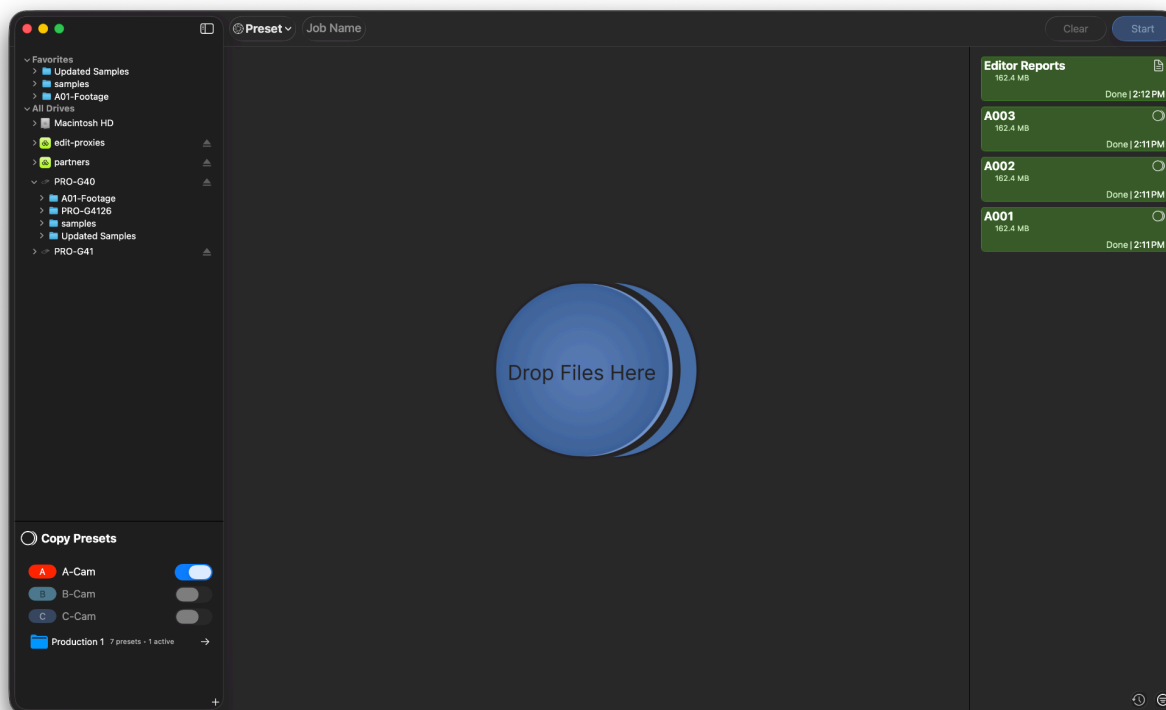 Preset
Job Name
Clear
Start
Favorites
Updated Samples
samples
A01-Footage
All Drives
Macintosh HD
edit-proxies
partners
PRO-G40
A01-Footage
PRO-G4126
samples
Updated Samples
PRO-G41
Drop Files Here
Copy Presets
A A-Cam
B B-Cam
C C-Cam
Production 1 7 presets • 1 active
Editor Reports
162.4 MB
Done | 2:12 PM
A003
162.4 MB
Done | 2:11 PM
A002
162.4 MB
Done | 2:11 PM
A001
162.4 MB
Done | 2:11 PM